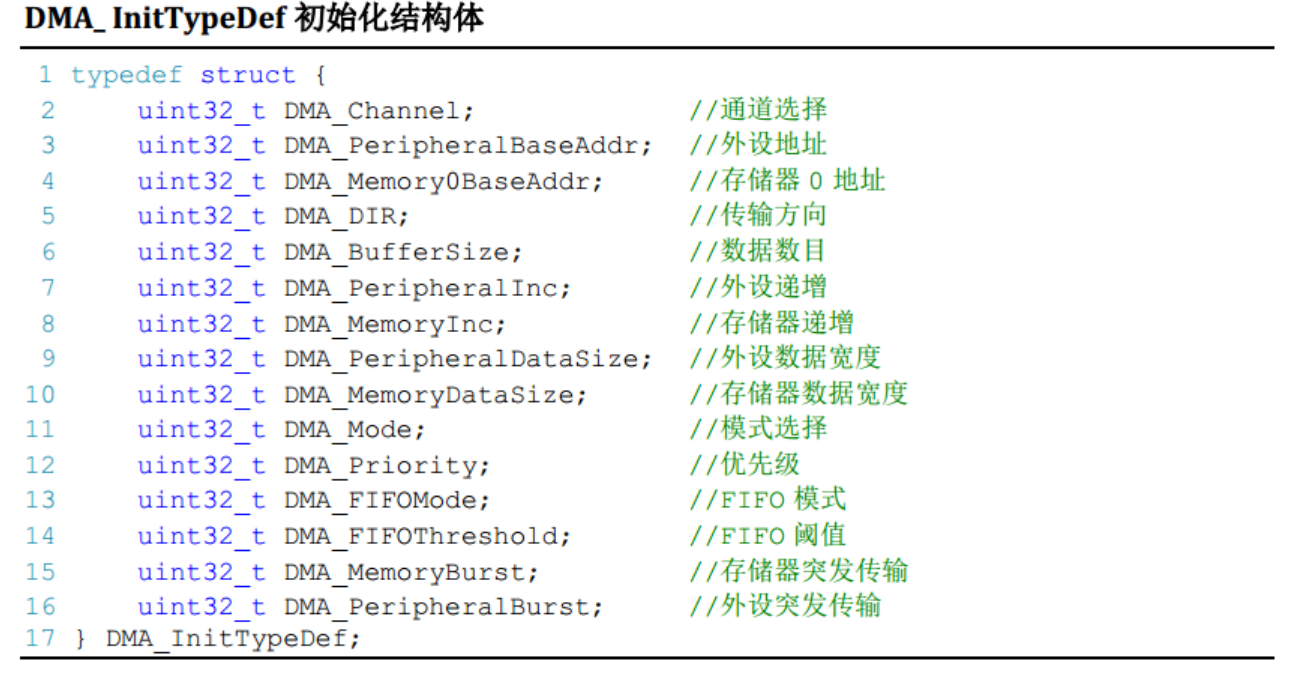 DMA_ InitTypeDef 初始化结构体
1 typedef struct {
2 uint32_t DMA_Channel; //通道选择
3 uint32_t DMA_PeripheralBaseAddr; //外设地址
4 uint32_t DMA_Memory0BaseAddr; //存储器 0 地址
5 uint32_t DMA_DIR; //传输方向
6 uint32_t DMA_BufferSize; //数据数目
7 uint32_t DMA_PeripheralInc; //外设递增
8 uint32_t DMA_MemoryInc; //存储器递增
9 uint32_t DMA_PeripheralDataSize; //外设数据宽度
10 uint32_t DMA_MemoryDataSize; //存储器数据宽度
11 uint32_t DMA_Mode; //模式选择
12 uint32_t DMA_Priority; //优先级
13 uint32_t DMA_FIFOMode; //FIFO 模式
14 uint32_t DMA_FIFOThreshold; //FIFO 阈值
15 uint32_t DMA_MemoryBurst; //存储器突发传输
16 uint32_t DMA_PeripheralBurst; //外设突发传输
17 } DMA_InitTypeDef;